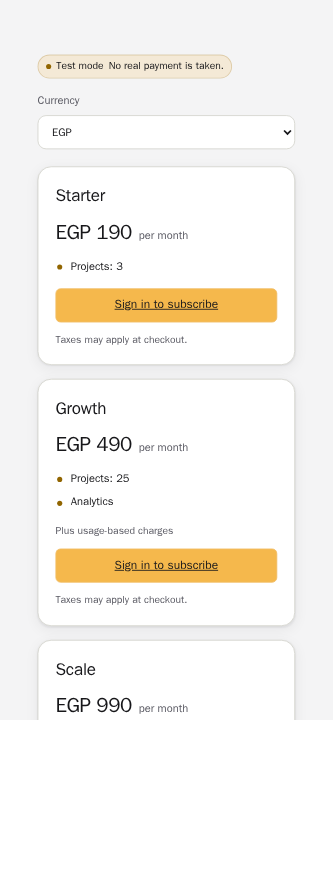 Test mode No real payment is taken.
Currency
EGP
Starter
EGP 190 per month
Projects: 3
Sign in to subscribe
Taxes may apply at checkout.
Growth
EGP 490 per month
Projects: 25
Analytics
Plus usage-based charges
Sign in to subscribe
Taxes may apply at checkout.
Scale
EGP 990 per month